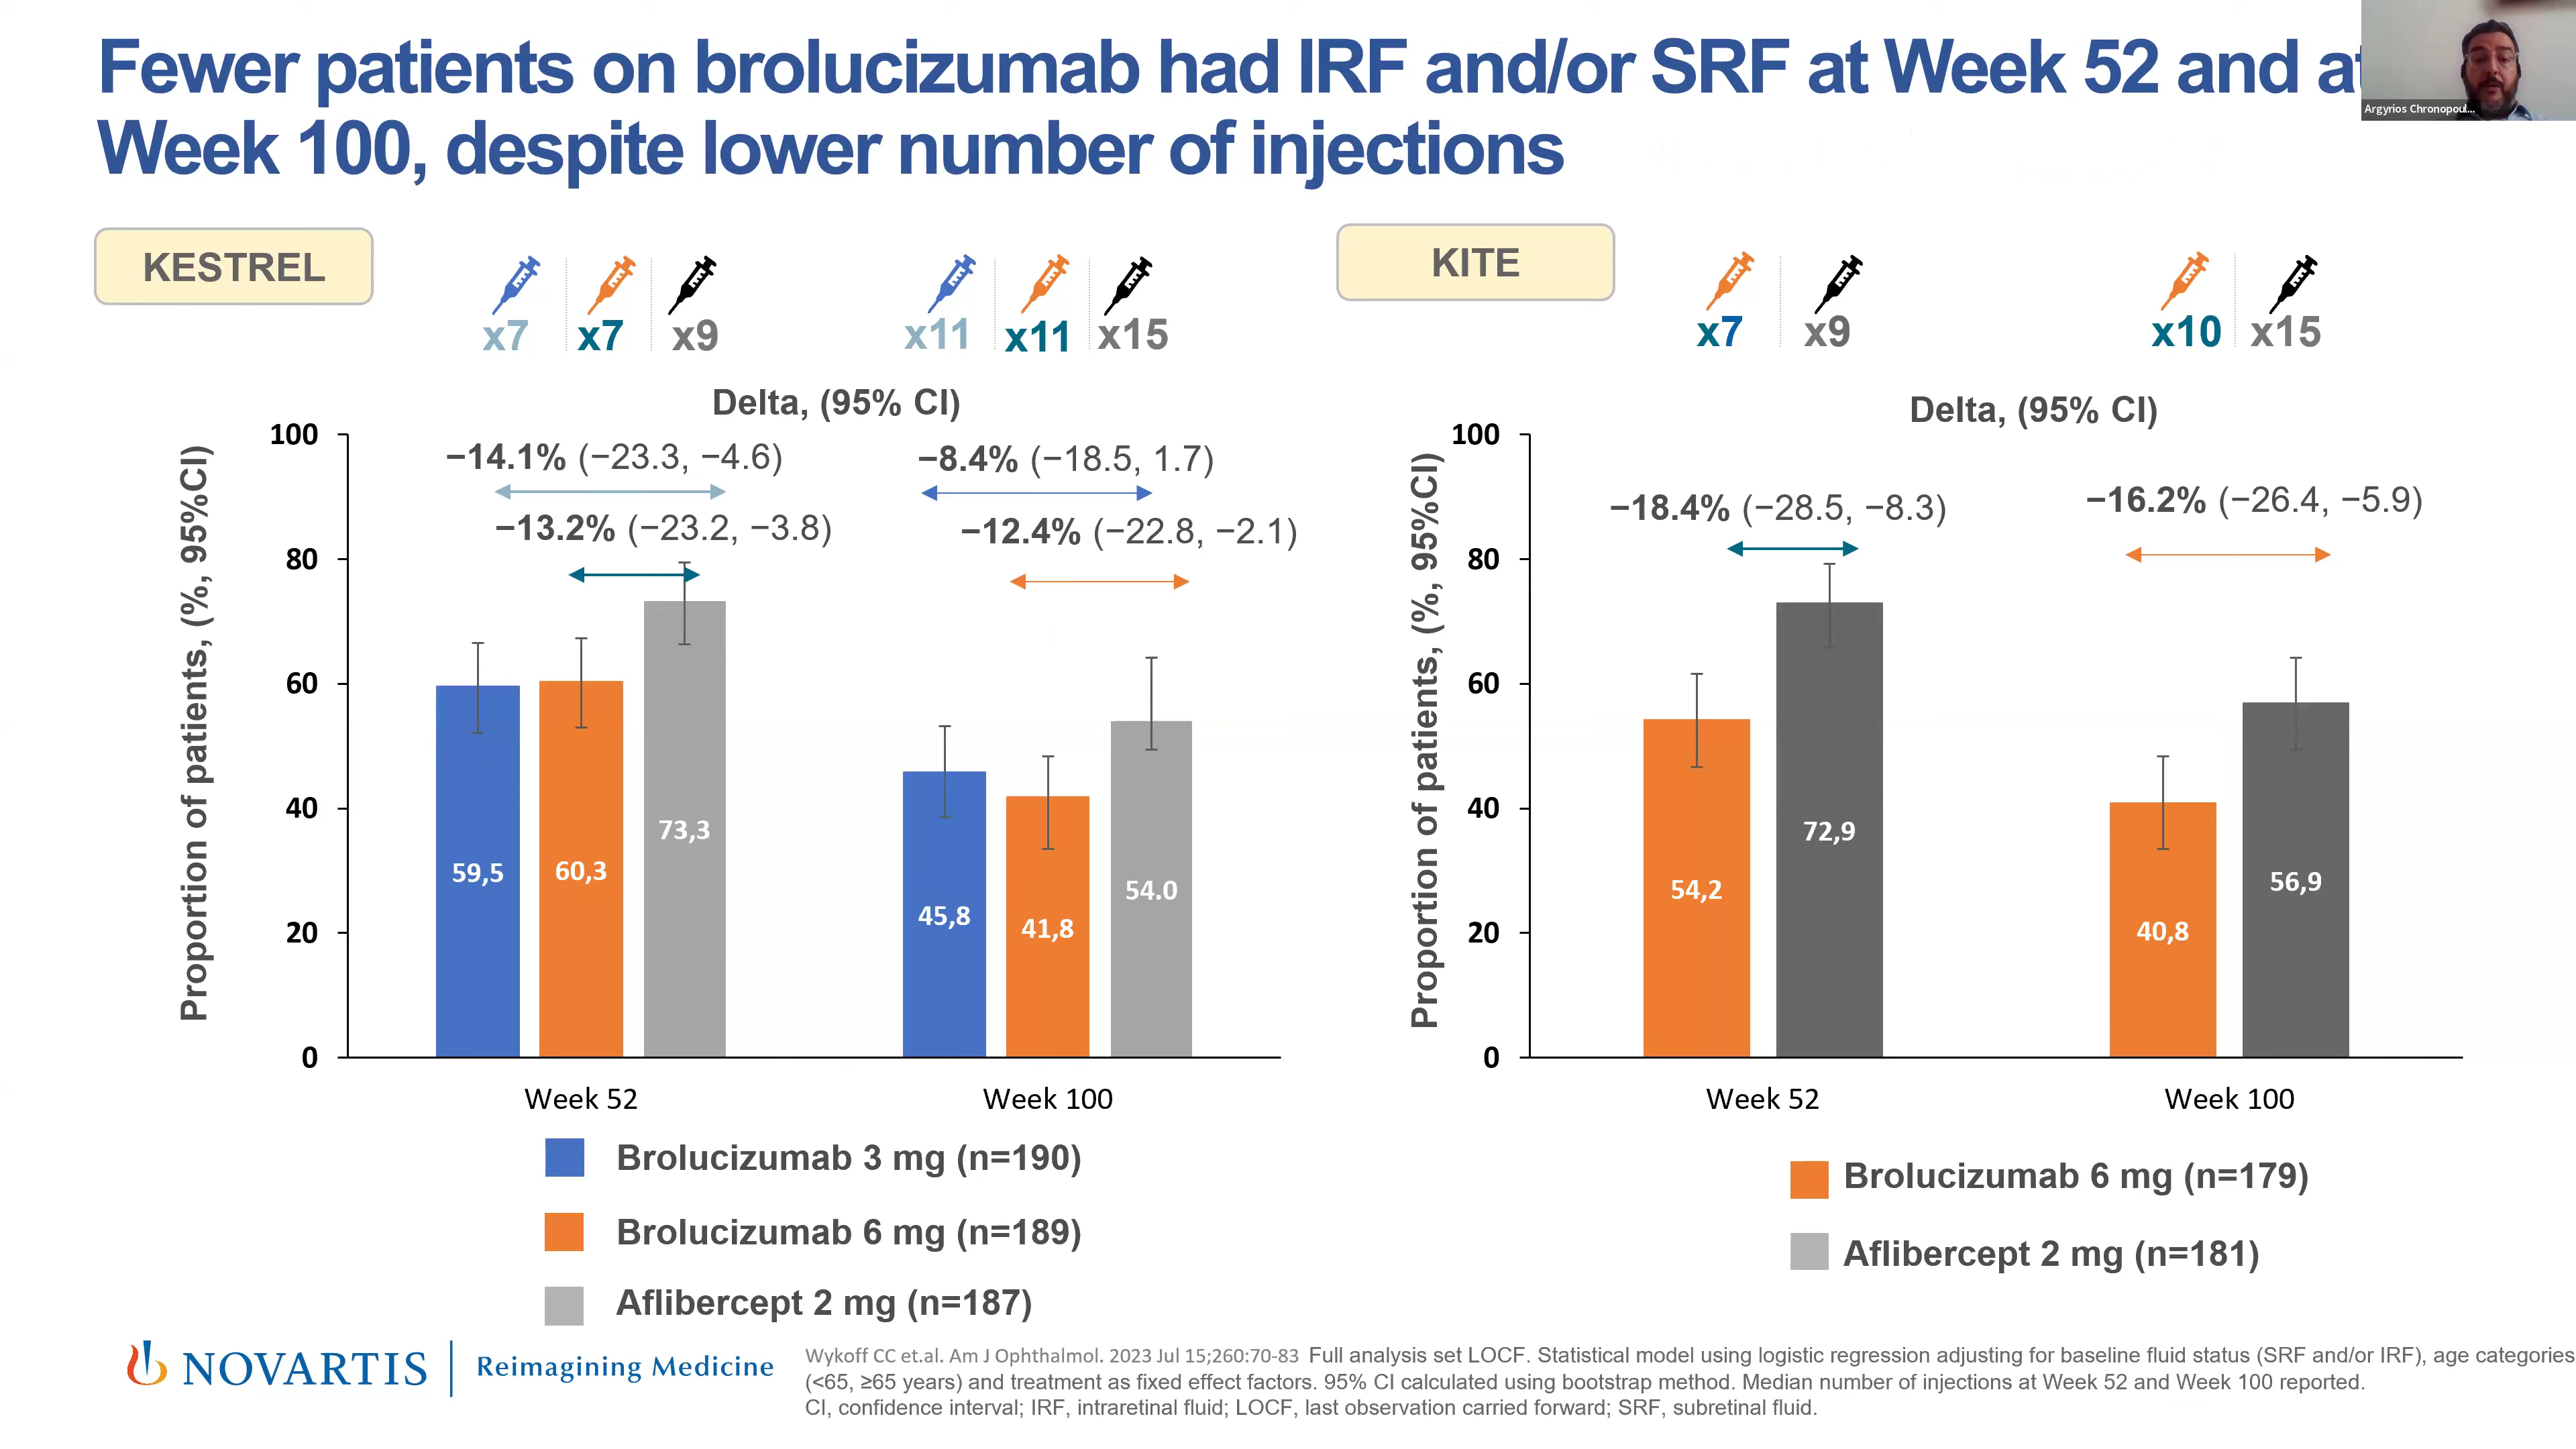 Fewer patients on brolucizumab had IRF and/or SRF at Week 52 and at
Week 100, despite lower number of injections
Argyrios Chronopoul...
KESTREL
x7
x7
x9
x11
x11
x15
Delta, (95% CI)
−14.1% (−23.3, −4.6)
−8.4% (−18.5, 1.7)
−13.2% (−23.2, −3.8)
−12.4% (−22.8, −2.1)
Proportion of patients, (%, 95%CI)
100
80
60
40
20
0
59,5
60,3
73,3
45,8
41,8
54.0
Week 52
Week 100
Brolucizumab 3 mg (n=190)
Brolucizumab 6 mg (n=189)
Aflibercept 2 mg (n=187)
KITE
x7
x9
x10
x15
Delta, (95% CI)
−18.4% (−28.5, −8.3)
−16.2% (−26.4, −5.9)
Proportion of patients, (%, 95%CI)
100
80
60
40
20
0
54,2
72,9
40,8
56,9
Week 52
Week 100
Brolucizumab 6 mg (n=179)
Aflibercept 2 mg (n=181)
NOVARTIS
Reimagining Medicine
Wykoff CC et.al. Am J Ophthalmol. 2023 Jul 15;260:70-83 Full analysis set LOCF. Statistical model using logistic regression adjusting for baseline fluid status (SRF and/or IRF), age categories
(<65, ≥65 years) and treatment as fixed effect factors. 95% CI calculated using bootstrap method. Median number of injections at Week 52 and Week 100 reported.
CI, confidence interval; IRF, intraretinal fluid; LOCF, last observation carried forward; SRF, subretinal fluid.